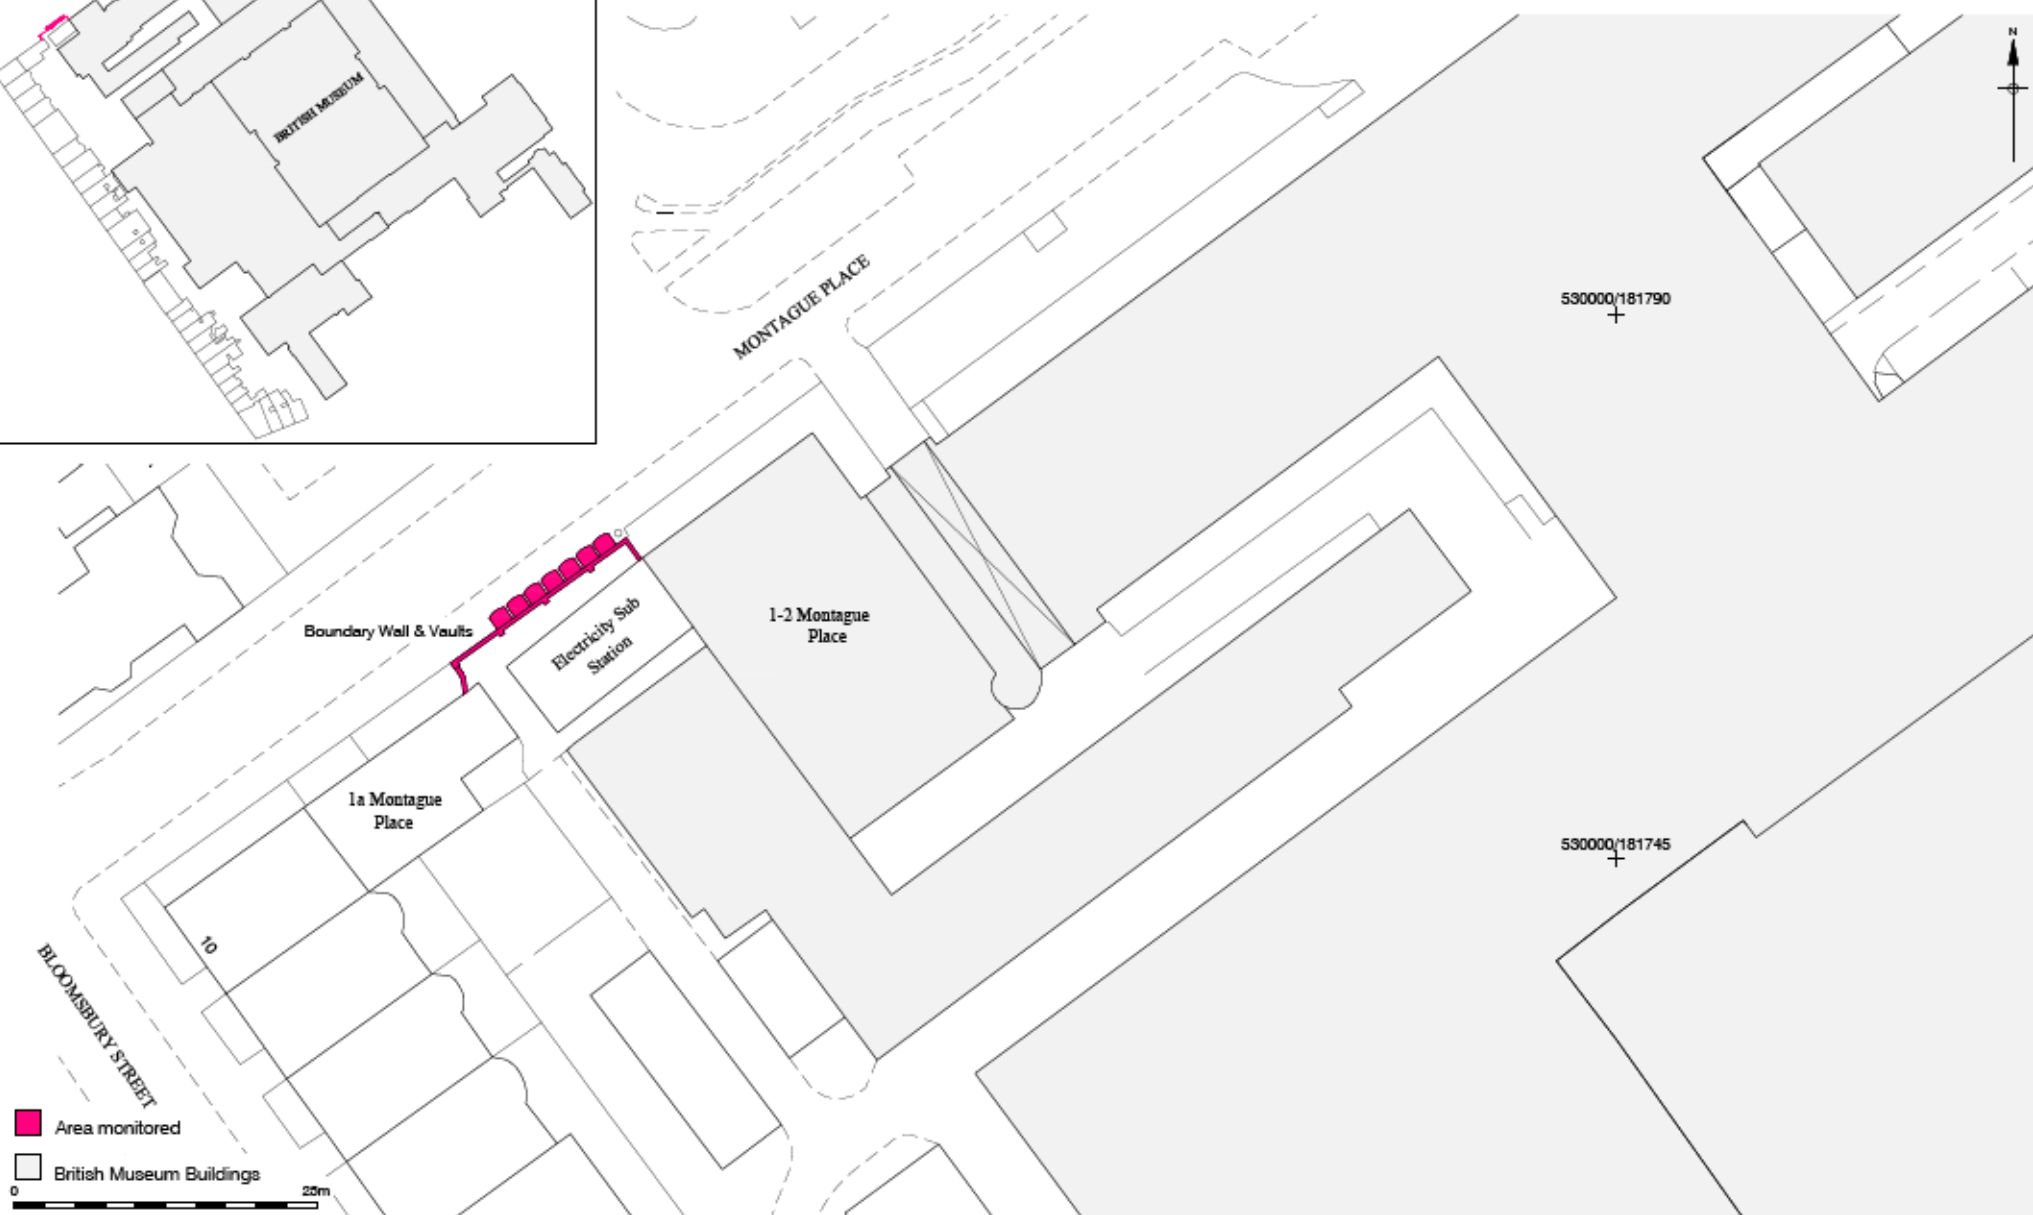 BRITISH MUSEUM
N
MONTAGUE PLACE
530000/181790
Boundary Wall & Vaults
Electricity Sub
Station
1-2 Montague
Place
1a Montague
Place
530000/181745
10
BLOOMSBURY STREET
Area monitored
British Museum Buildings
0 25m